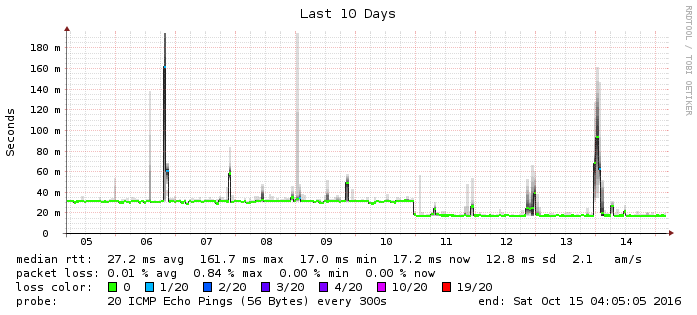 Last 10 Days
RRDTOOL / TOBI OETIKER
Seconds
180 m
160 m
140 m
120 m
100 m
80 m
60 m
40 m
20 m
0
05 06 07 08 09 10 11 12 13 14
median rtt: 27.2 ms avg 161.7 ms max 17.0 ms min 17.2 ms now 12.8 ms sd 2.1 am/s
packet loss: 0.01 % avg 0.84 % max 0.00 % min 0.00 % now
loss color: 0 1/20 2/20 3/20 4/20 10/20 19/20
probe: 20 ICMP Echo Pings (56 Bytes) every 300s end: Sat Oct 15 04:05:05 2016